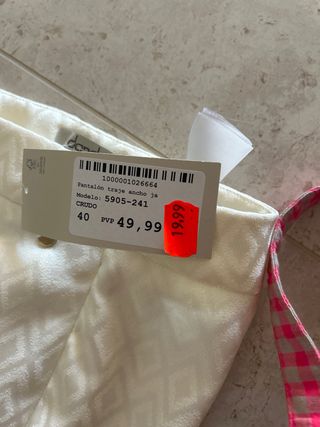 1000001026664
Pantalón traje ancho ja
Modelo: 5905-241
CRUDO
40 PVP 49,99
19,99